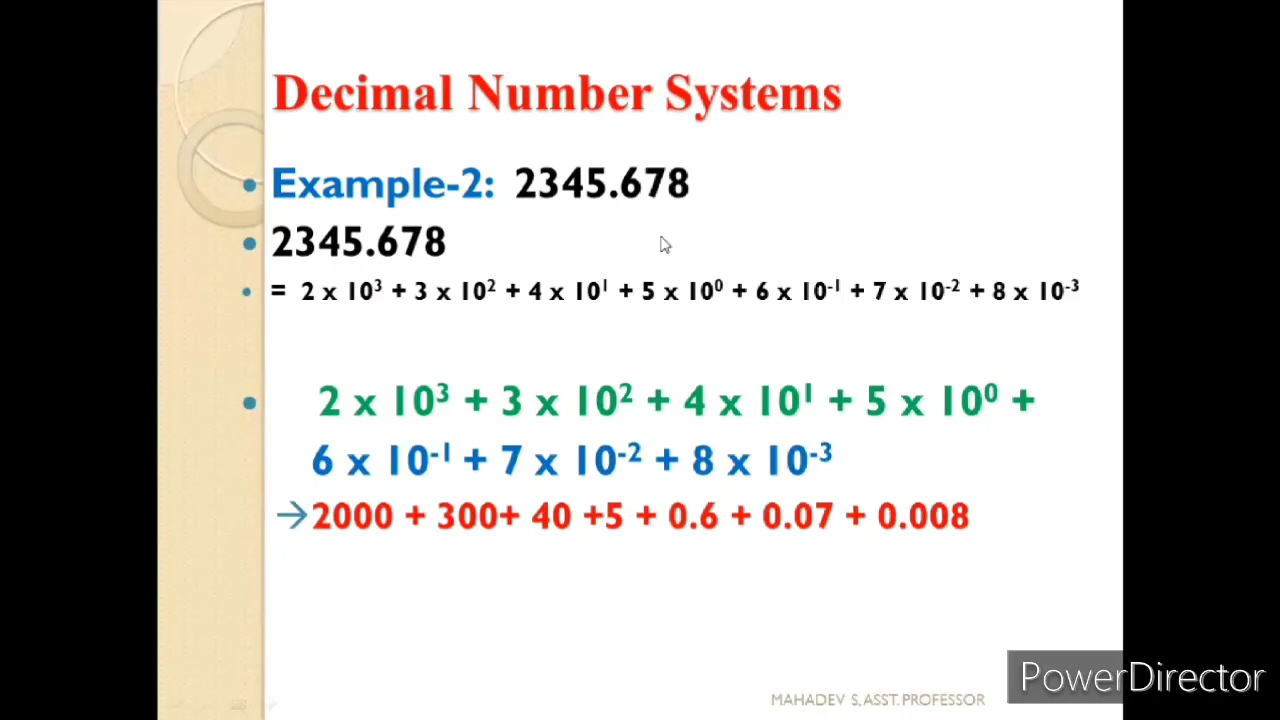 Decimal Number Systems
• Example-2: 2345.678
• 2345.678
• = 2 x 10³ + 3 x 10² + 4 x 10¹ + 5 x 10⁰ + 6 x 10⁻¹ + 7 x 10⁻² + 8 x 10⁻³
• 2 x 10³ + 3 x 10² + 4 x 10¹ + 5 x 10⁰ +
6 x 10⁻¹ + 7 x 10⁻² + 8 x 10⁻³
→2000 + 300+ 40 +5 + 0.6 + 0.07 + 0.008
MAHADEV S, ASST. PROFESSOR
PowerDirector